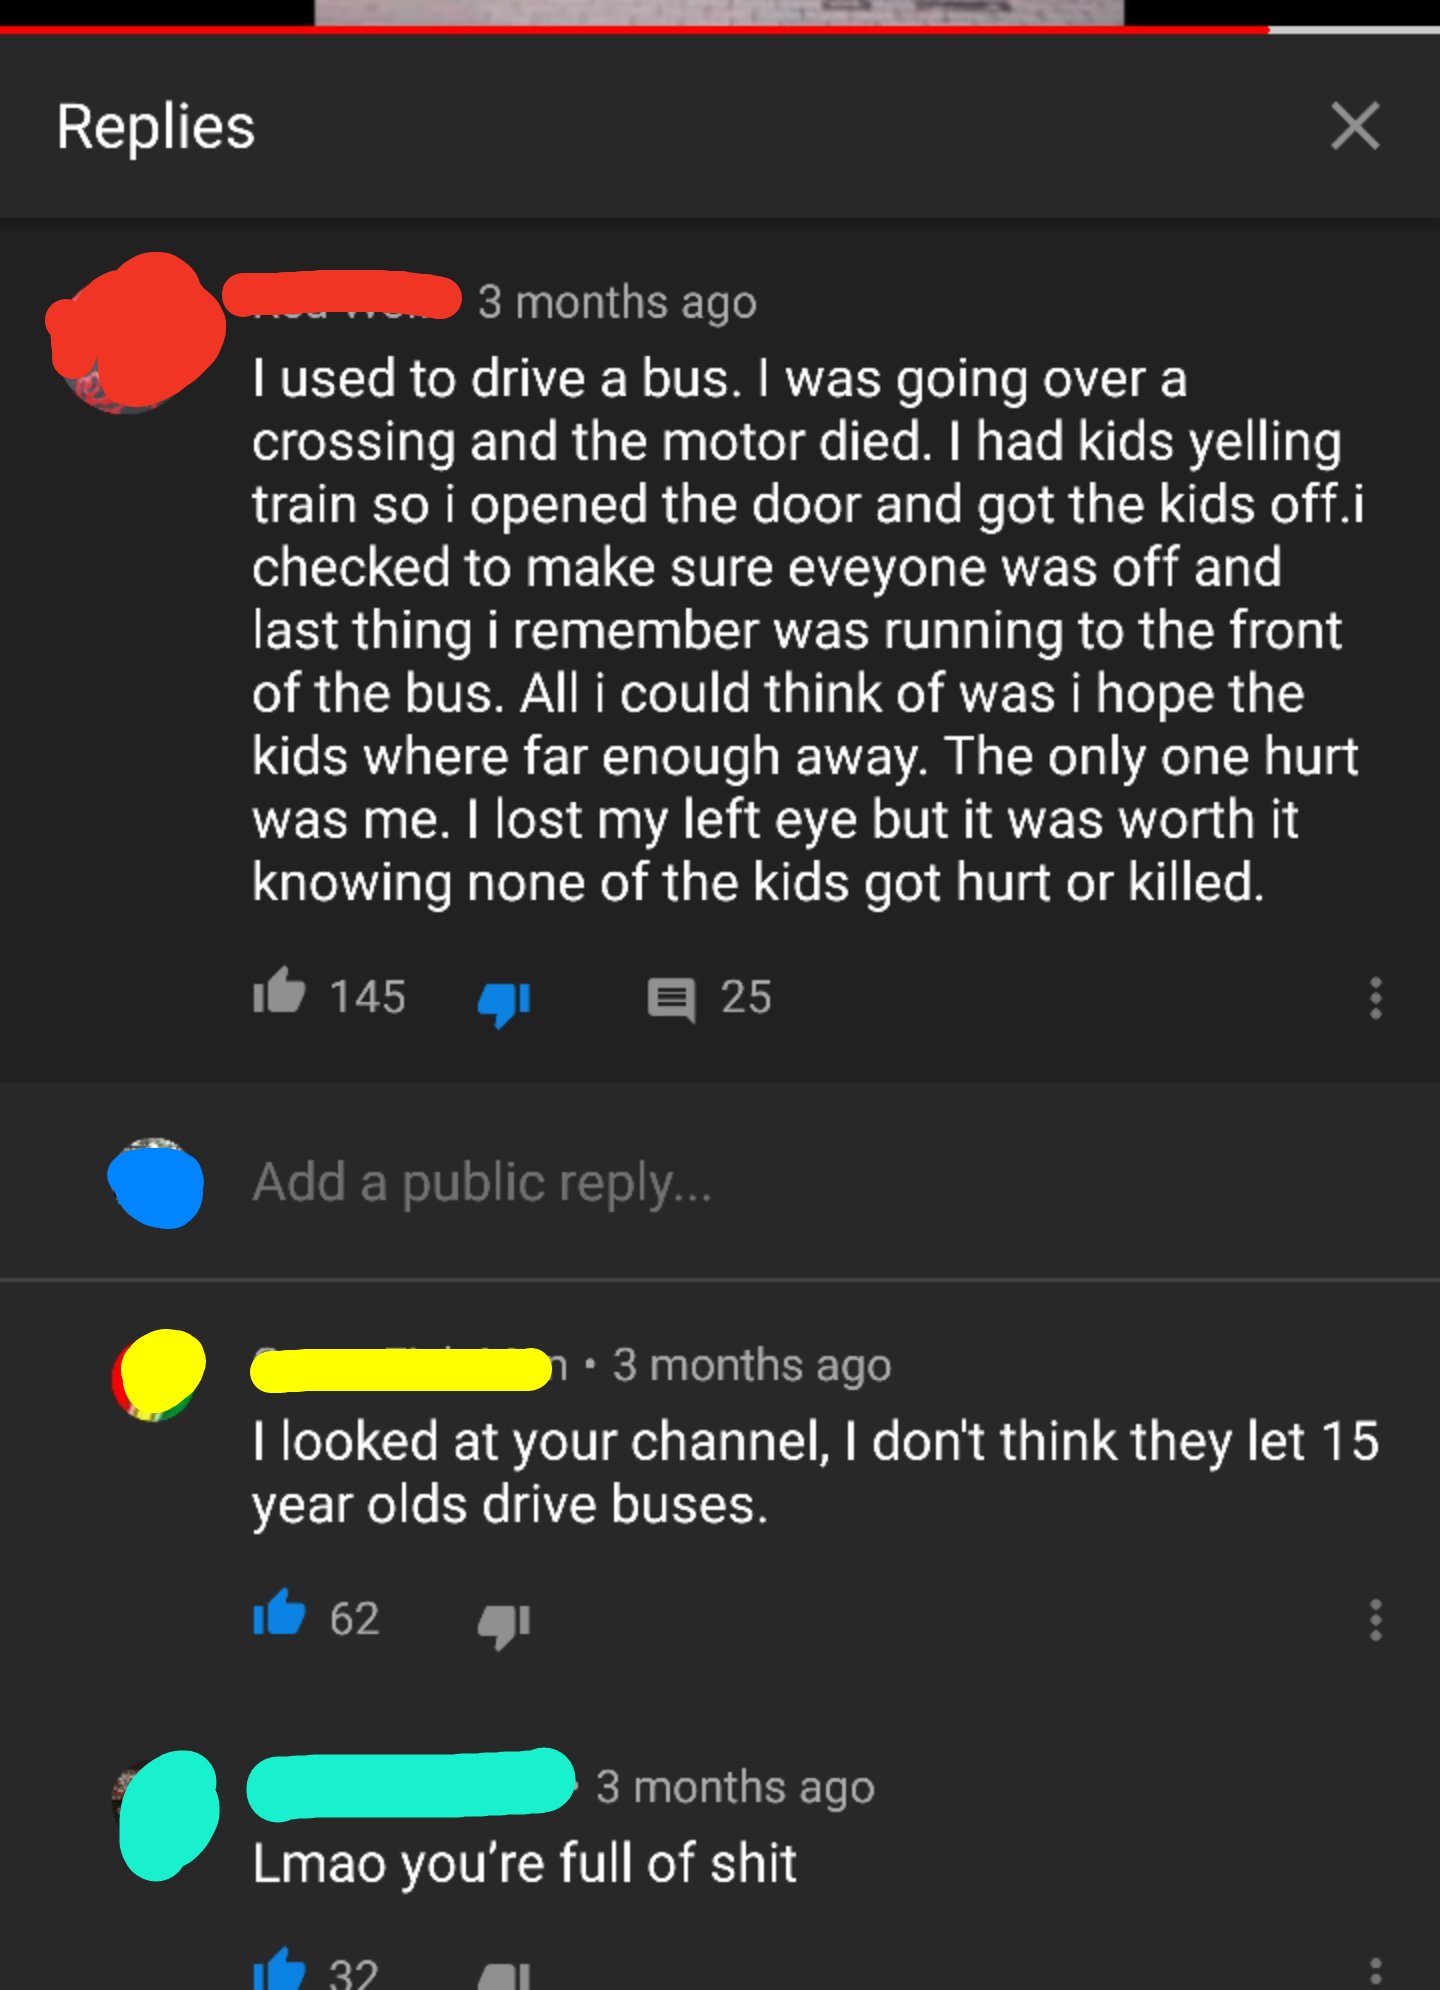 Replies
3 months ago
I used to drive a bus. I was going over a
crossing and the motor died. I had kids yelling
train so i opened the door and got the kids off.i
checked to make sure eveyone was off and
last thing i remember was running to the front
of the bus. All i could think of was i hope the
kids where far enough away. The only one hurt
was me. I lost my left eye but it was worth it
knowing none of the kids got hurt or killed.
145 25
Add a public reply...
• 3 months ago
I looked at your channel, I don't think they let 15
year olds drive buses.
62
3 months ago
Lmao you’re full of shit
32